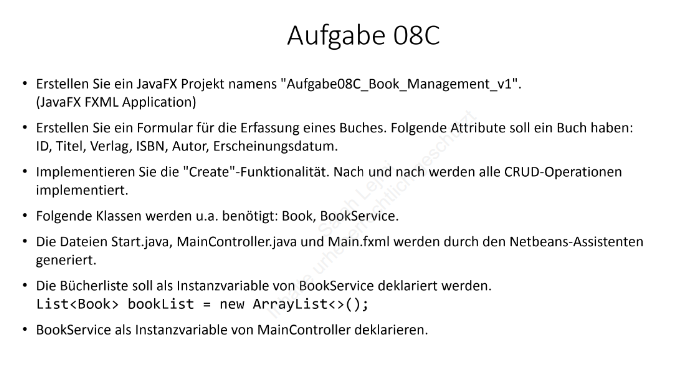 Aufgabe 08C
• Erstellen Sie ein JavaFX Projekt namens "Aufgabe08C_Book_Management_v1".
(JavaFX FXML Application)
• Erstellen Sie ein Formular für die Erfassung eines Buches. Folgende Attribute soll ein Buch haben:
ID, Titel, Verlag, ISBN, Autor, Erscheinungsdatum.
• Implementieren Sie die "Create"-Funktionalität. Nach und nach werden alle CRUD-Operationen
implementiert.
• Folgende Klassen werden u.a. benötigt: Book, BookService.
• Die Dateien Start.java, MainController.java und Main.fxml werden durch den Netbeans-Assistenten
generiert.
• Die Bücherliste soll als Instanzvariable von BookService deklariert werden.
List<Book> bookList = new ArrayList<>();
• BookService als Instanzvariable von MainController deklarieren.
urheberrechtlich geschützt